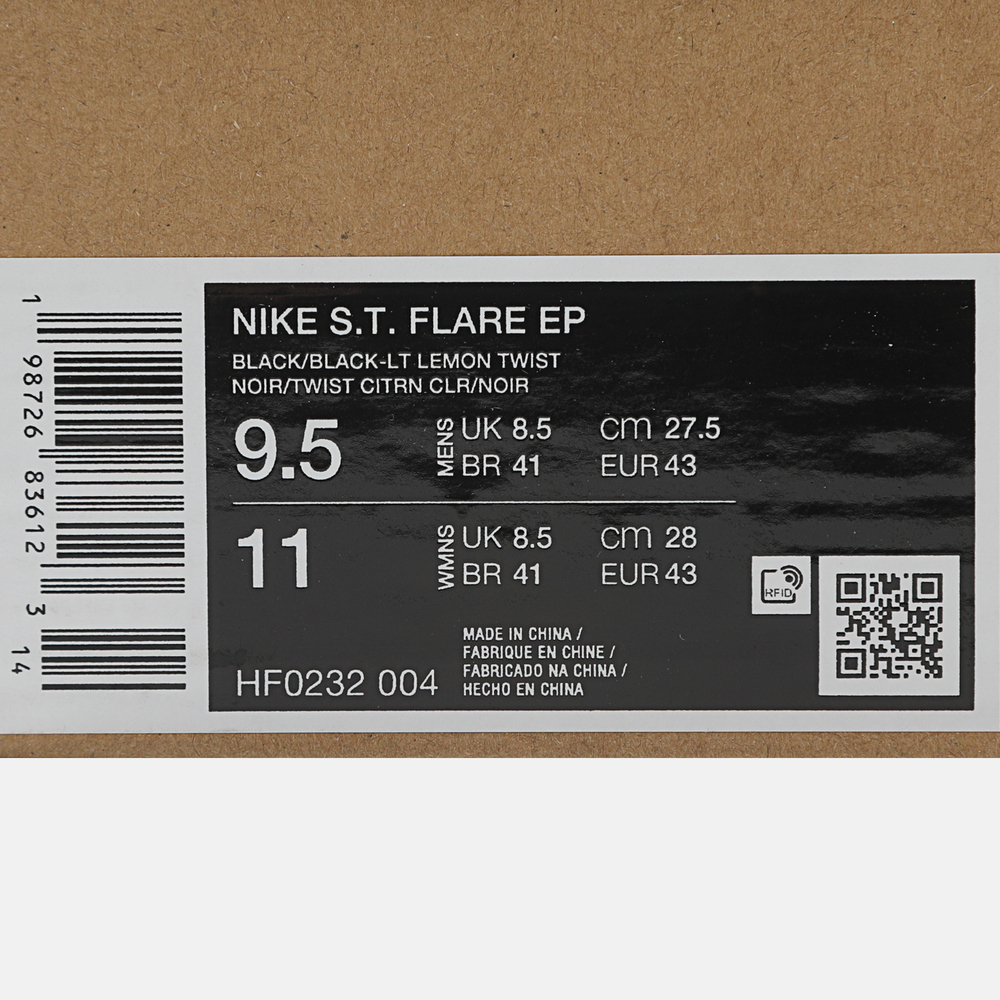 NIKE S.T. FLARE EP
BLACK/BLACK-LT LEMON TWIST
NOIR/TWIST CITRN CLR/NOIR
9.5 MENS UK 8.5 cm 27.5
BR 41 EUR 43
11 WMNS UK 8.5 cm 28
BR 41 EUR 43
RFID
MADE IN CHINA /
FABRIQUE EN CHINE /
FABRICADO NA CHINA /
HECHO EN CHINA
HF0232 004
1 98726 83612 3 14